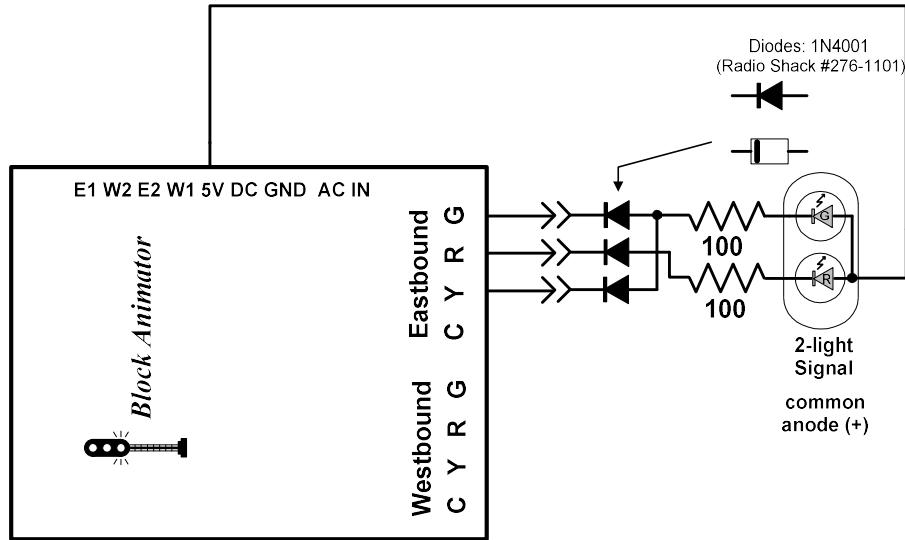 Diodes: 1N4001
(Radio Shack #276-1101)
E1 W2 E2 W1 5V DC GND AC IN
Eastbound
C Y R G
Westbound
C Y R G
Block Animator
100
100
G
R
2-light
Signal
common
anode (+)